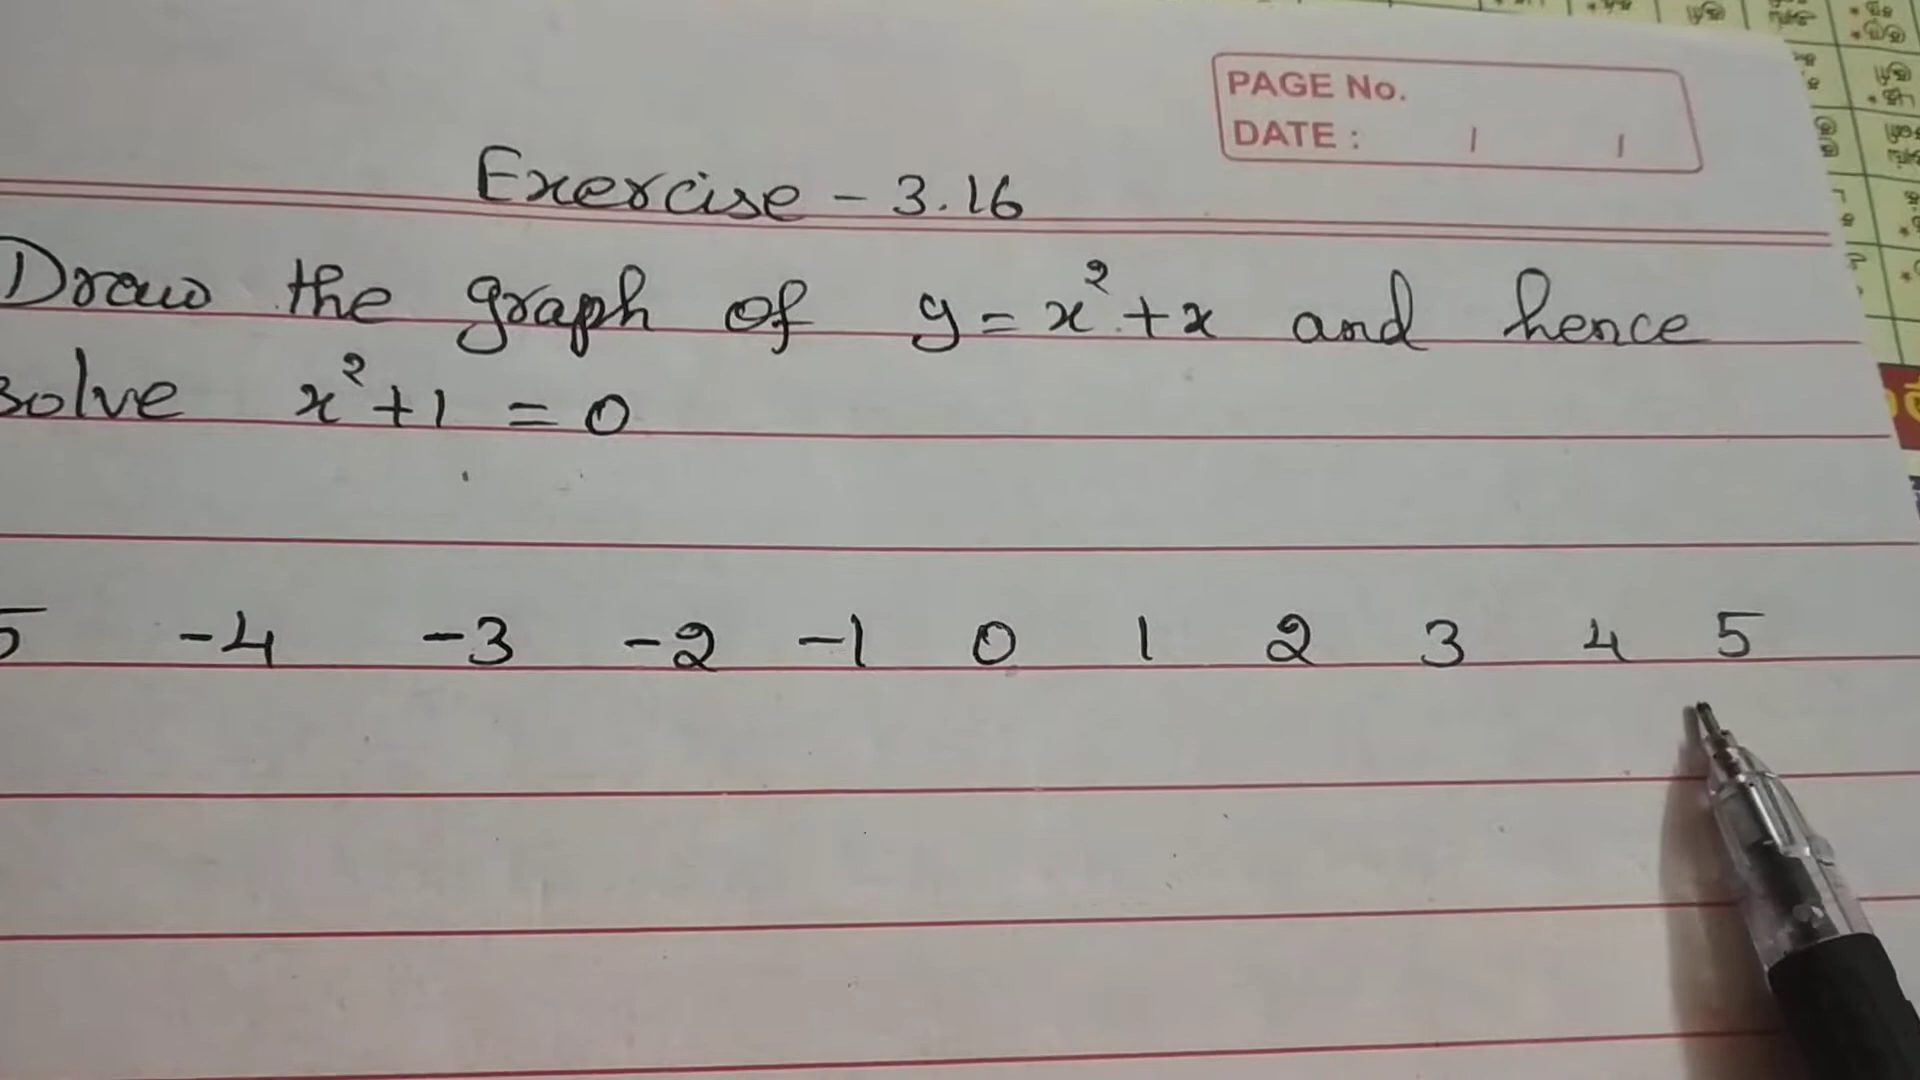 PAGE No.
DATE :
Exercise - 3.16
Draw the graph of y = x² + x and hence
solve x² + 1 = 0
5 -4 -3 -2 -1 0 1 2 3 4 5